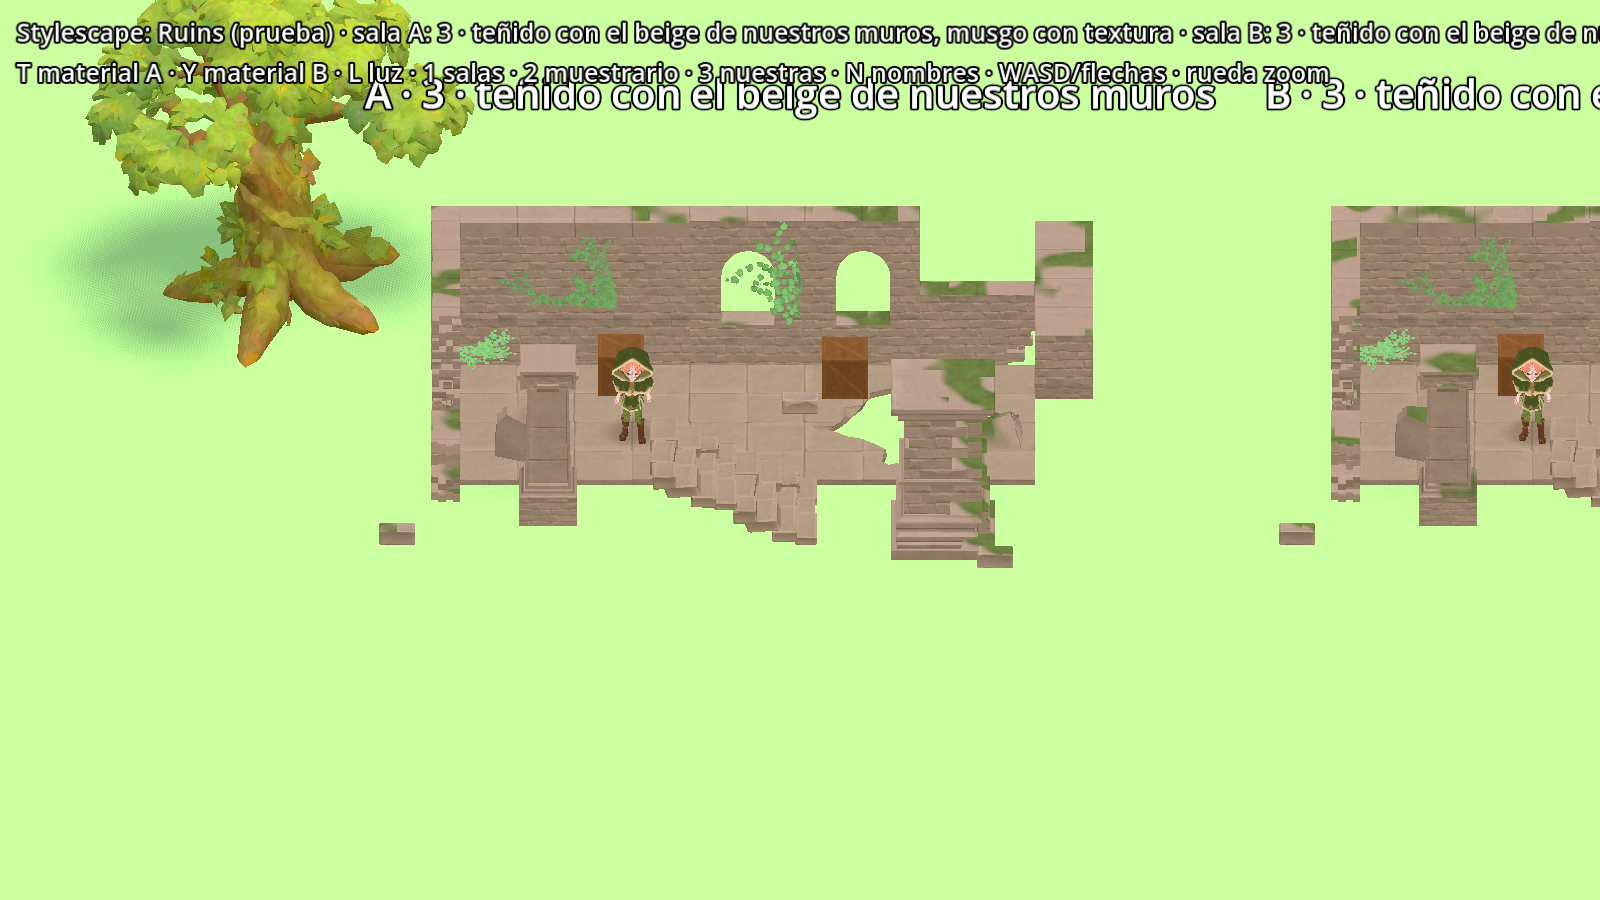 Stylescape: Ruins (prueba) · sala A: 3 · teñido con el beige de nuestros muros, musgo con textura · sala B: 3 · teñido con el beige de
T material A · Y material B · L luz · 1 salas · 2 muestrario · 3 nuestras · N nombres · WASD/flechas · rueda zoom
A · 3 · teñido con el beige de nuestros muros
B · 3 · teñido con